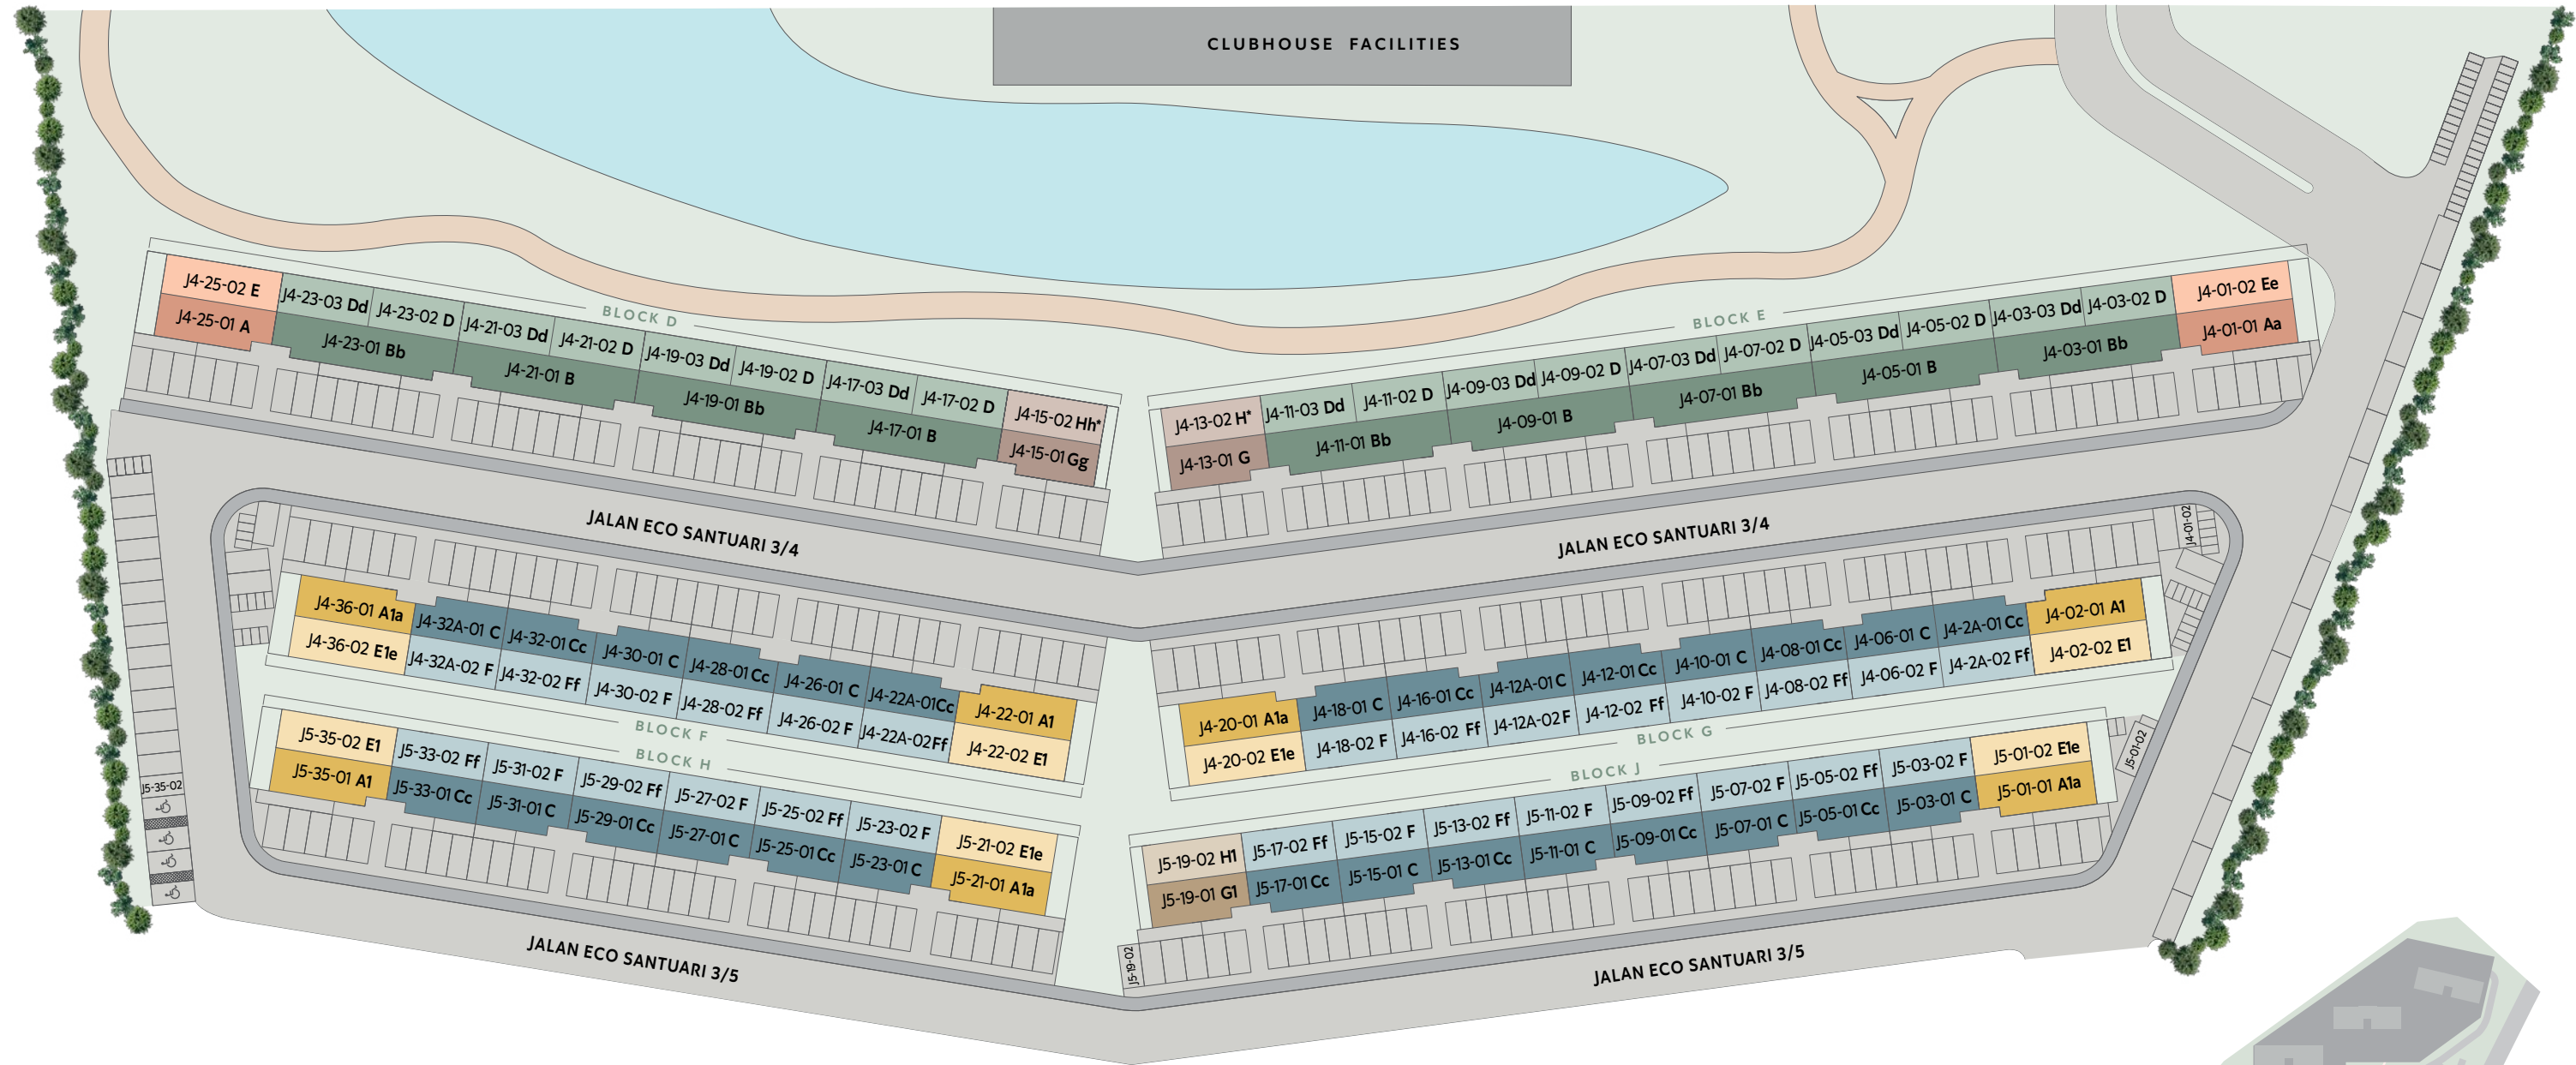 CLUBHOUSE FACILITIES
BLOCK D
J4-25-02 E
J4-23-03 Dd
J4-23-02 D
J4-21-03 Dd
J4-21-02 D
J4-19-03 Dd
J4-19-02 D
J4-17-03 Dd
J4-17-02 D
J4-15-02 Hh*
J4-25-01 A
J4-23-01 Bb
J4-21-01 B
J4-19-01 Bb
J4-17-01 B
J4-15-01 Gg
BLOCK E
J4-13-02 H*
J4-11-03 Dd
J4-11-02 D
J4-09-03 Dd
J4-09-02 D
J4-07-03 Dd
J4-07-02 D
J4-05-03 Dd
J4-05-02 D
J4-03-03 Dd
J4-03-02 D
J4-01-02 Ee
J4-13-01 G
J4-11-01 Bb
J4-09-01 B
J4-07-01 Bb
J4-05-01 B
J4-03-01 Bb
J4-01-01 Aa
JALAN ECO SANTUARI 3/4
JALAN ECO SANTUARI 3/4
J4-01-02
J4-36-01 A1a
J4-32A-01 C
J4-32-01 Cc
J4-30-01 C
J4-28-01 Cc
J4-26-01 C
J4-22A-01 Cc
J4-22-01 A1
J4-36-02 E1e
J4-32A-02 F
J4-32-02 Ff
J4-30-02 F
J4-28-02 Ff
J4-26-02 F
J4-22A-02 Ff
J4-22-02 E1
BLOCK F
J4-20-01 A1a
J4-18-01 C
J4-16-01 Cc
J4-12A-01 C
J4-12-01 Cc
J4-10-01 C
J4-08-01 Cc
J4-06-01 C
J4-2A-01 Cc
J4-02-01 A1
J4-20-02 E1e
J4-18-02 F
J4-16-02 Ff
J4-12A-02 F
J4-12-02 Ff
J4-10-02 F
J4-08-02 Ff
J4-06-02 F
J4-2A-02 Ff
J4-02-02 E1
BLOCK G
BLOCK H
J5-35-02 E1
J5-33-02 Ff
J5-31-02 F
J5-29-02 Ff
J5-27-02 F
J5-25-02 Ff
J5-23-02 F
J5-21-02 E1e
J5-35-01 A1
J5-33-01 Cc
J5-31-01 C
J5-29-01 Cc
J5-27-01 C
J5-25-01 Cc
J5-23-01 C
J5-21-01 A1a
J5-35-02
BLOCK J
J5-19-02 H1
J5-17-02 Ff
J5-15-02 F
J5-13-02 Ff
J5-11-02 F
J5-09-02 Ff
J5-07-02 F
J5-05-02 Ff
J5-03-02 F
J5-01-02 E1e
J5-19-01 G1
J5-17-01 Cc
J5-15-01 C
J5-13-01 Cc
J5-11-01 C
J5-09-01 Cc
J5-07-01 C
J5-05-01 Cc
J5-03-01 C
J5-01-01 A1a
J5-01-02
J5-19-02
JALAN ECO SANTUARI 3/5
JALAN ECO SANTUARI 3/5